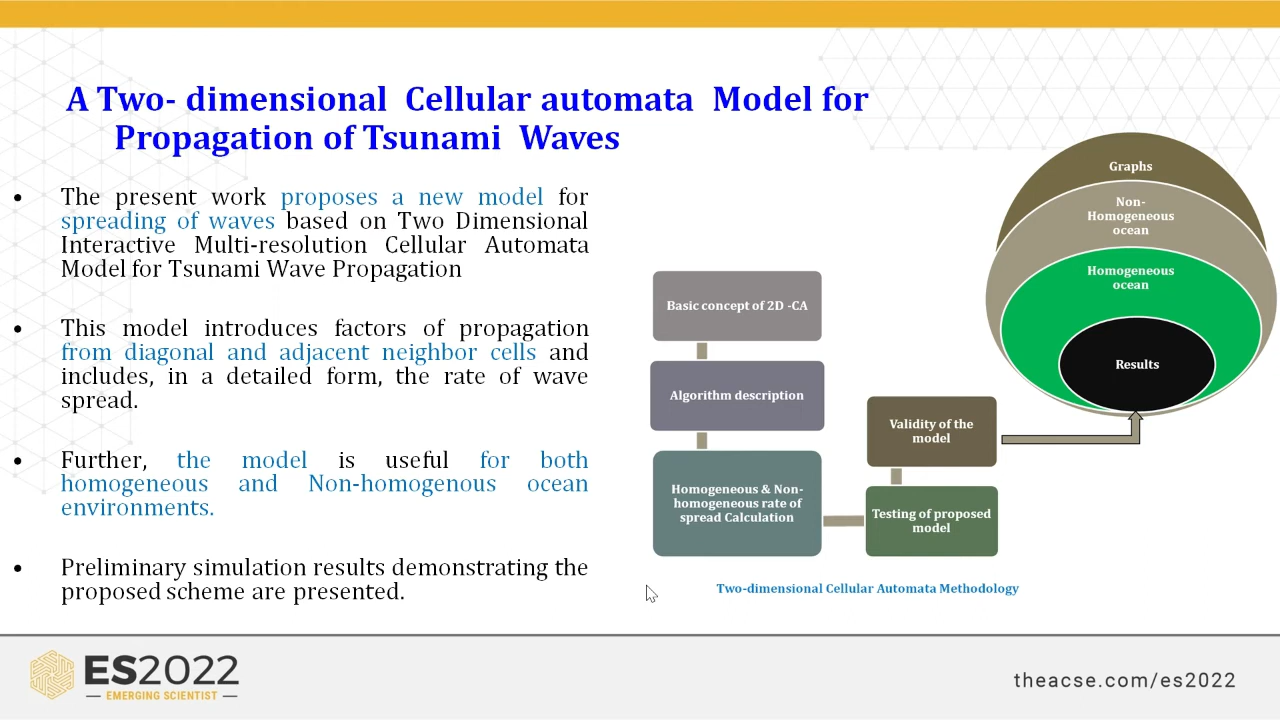 A Two- dimensional Cellular automata Model for
Propagation of Tsunami Waves
• The present work proposes a new model for
spreading of waves based on Two Dimensional
Interactive Multi-resolution Cellular Automata
Model for Tsunami Wave Propagation
• This model introduces factors of propagation
from diagonal and adjacent neighbor cells and
includes, in a detailed form, the rate of wave
spread.
• Further, the model is useful for both
homogeneous and Non-homogenous ocean
environments.
• Preliminary simulation results demonstrating the
proposed scheme are presented.
Basic concept of 2D -CA
Algorithm description
Homogeneous & Non-
homogeneous rate of
spread Calculation
Validity of the
model
Testing of proposed
model
Graphs
Non-
Homogeneous
ocean
Homogeneous
ocean
Results
Two-dimensional Cellular Automata Methodology
ES2022
EMERGING SCIENTIST
theacse.com/es2022